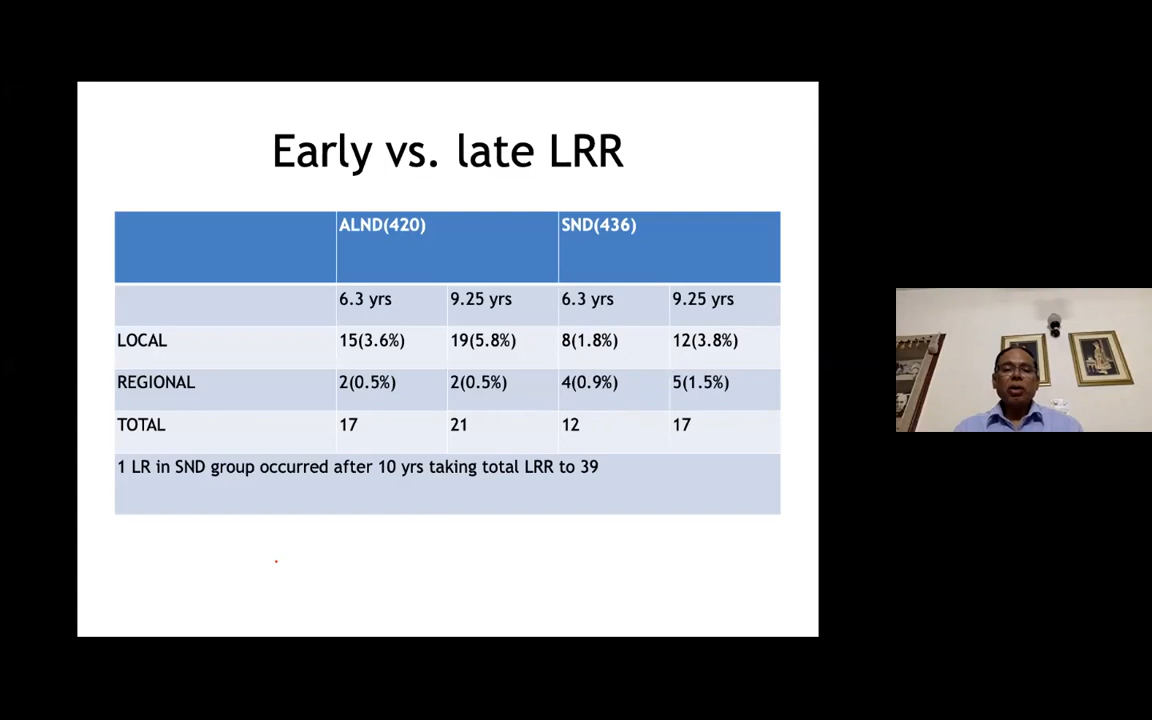 Early vs. late LRR
ALND(420) SND(436)
6.3 yrs 9.25 yrs 6.3 yrs 9.25 yrs
LOCAL 15(3.6%) 19(5.8%) 8(1.8%) 12(3.8%)
REGIONAL 2(0.5%) 2(0.5%) 4(0.9%) 5(1.5%)
TOTAL 17 21 12 17
1 LR in SND group occurred after 10 yrs taking total LRR to 39